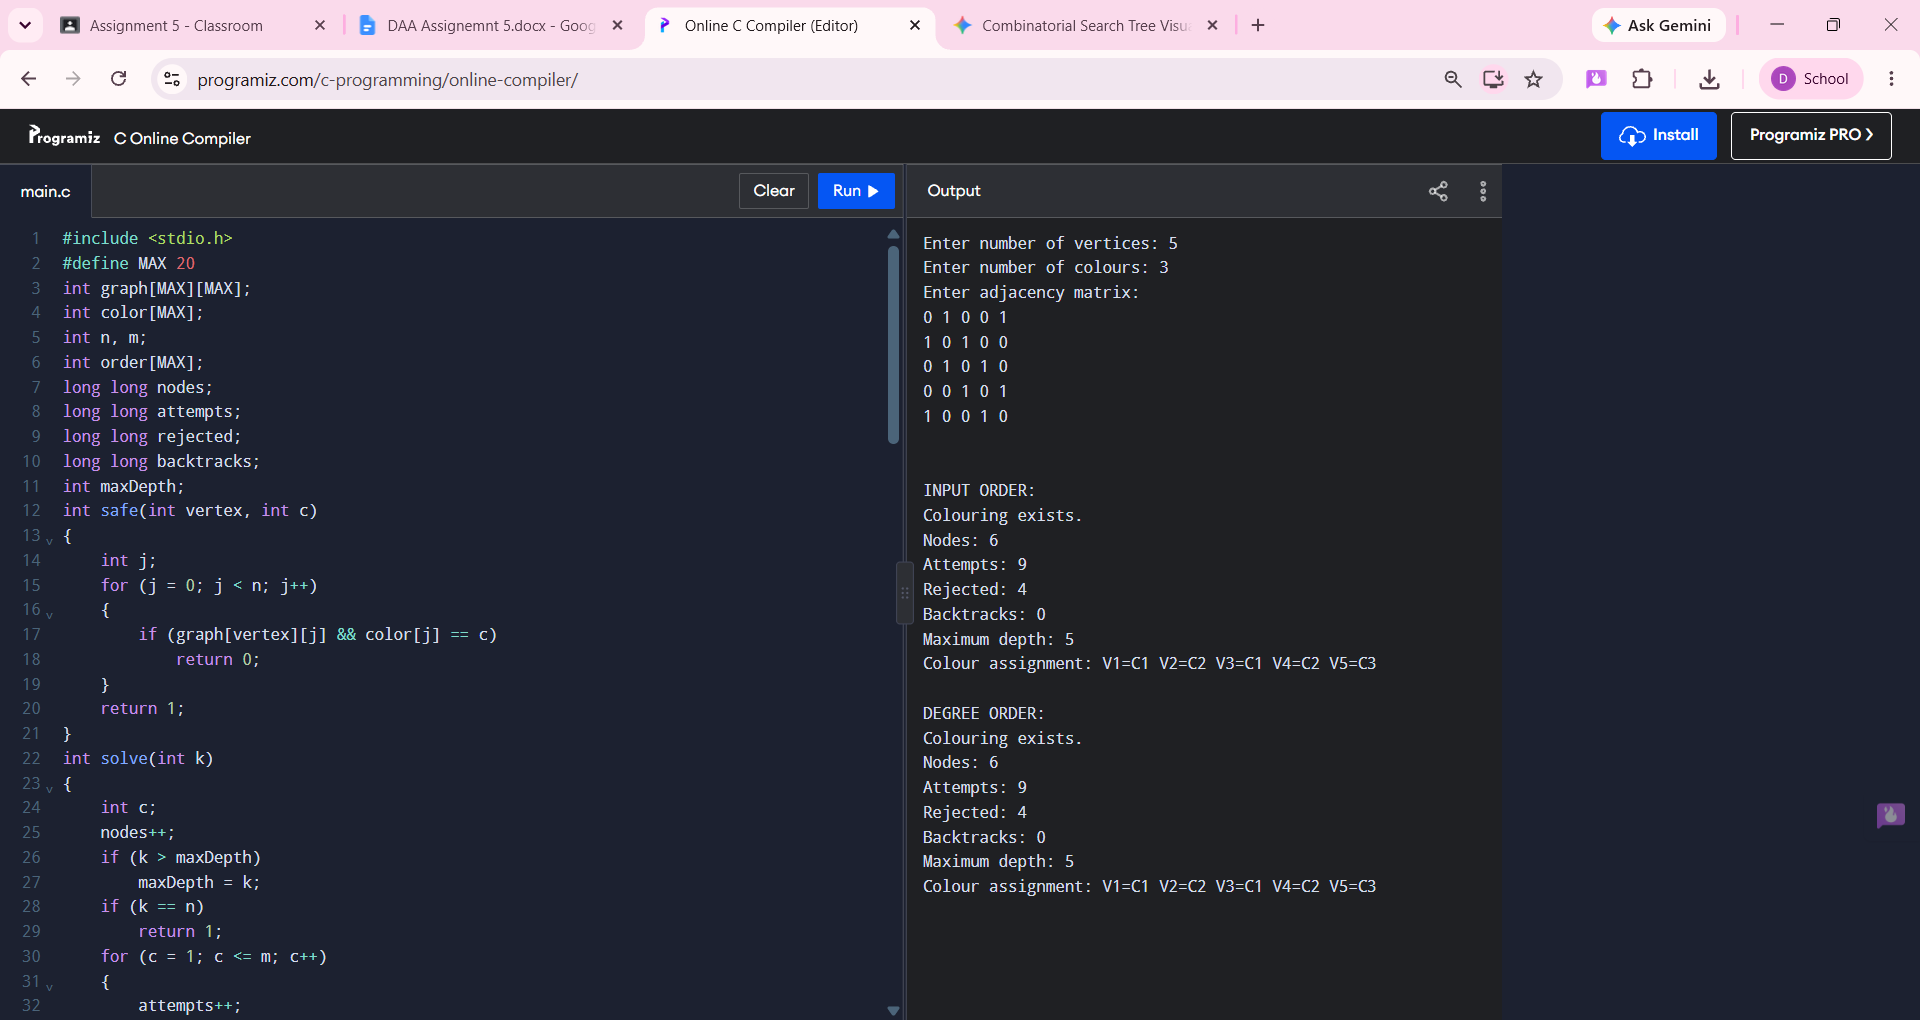 Assignment 5 - Classroom
DAA Assignemnt 5.docx - Goog
Online C Compiler (Editor)
Combinatorial Search Tree Visua
Ask Gemini
programiz.com/c-programming/online-compiler/
D School
Programiz C Online Compiler
Install
Programiz PRO
main.c
Clear
Run
Output
1 #include <stdio.h>
2 #define MAX 20
3 int graph[MAX][MAX];
4 int color[MAX];
5 int n, m;
6 int order[MAX];
7 long long nodes;
8 long long attempts;
9 long long rejected;
10 long long backtracks;
11 int maxDepth;
12 int safe(int vertex, int c)
13 {
14 int j;
15 for (j = 0; j < n; j++)
16 {
17 if (graph[vertex][j] && color[j] == c)
18 return 0;
19 }
20 return 1;
21 }
22 int solve(int k)
23 {
24 int c;
25 nodes++;
26 if (k > maxDepth)
27 maxDepth = k;
28 if (k == n)
29 return 1;
30 for (c = 1; c <= m; c++)
31 {
32 attempts++;
Enter number of vertices: 5
Enter number of colours: 3
Enter adjacency matrix:
0 1 0 0 1
1 0 1 0 0
0 1 0 1 0
0 0 1 0 1
1 0 0 1 0
INPUT ORDER:
Colouring exists.
Nodes: 6
Attempts: 9
Rejected: 4
Backtracks: 0
Maximum depth: 5
Colour assignment: V1=C1 V2=C2 V3=C1 V4=C2 V5=C3
DEGREE ORDER:
Colouring exists.
Nodes: 6
Attempts: 9
Rejected: 4
Backtracks: 0
Maximum depth: 5
Colour assignment: V1=C1 V2=C2 V3=C1 V4=C2 V5=C3